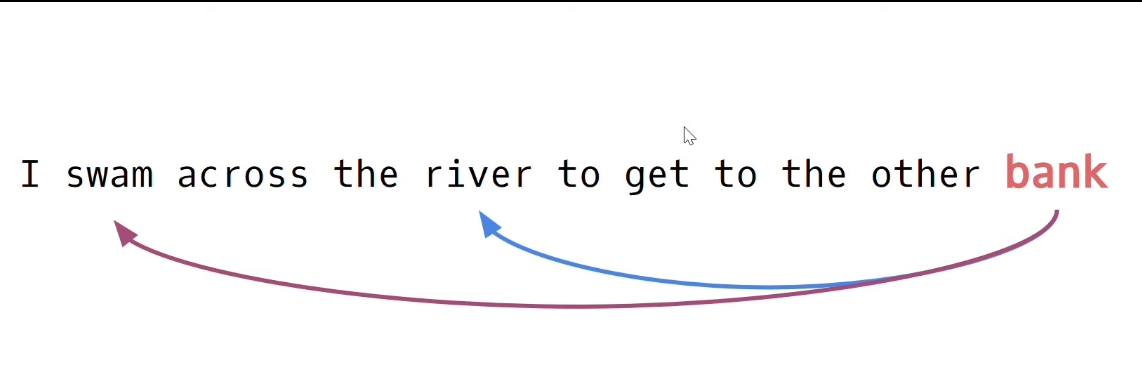 I swam across the river to get to the other bank